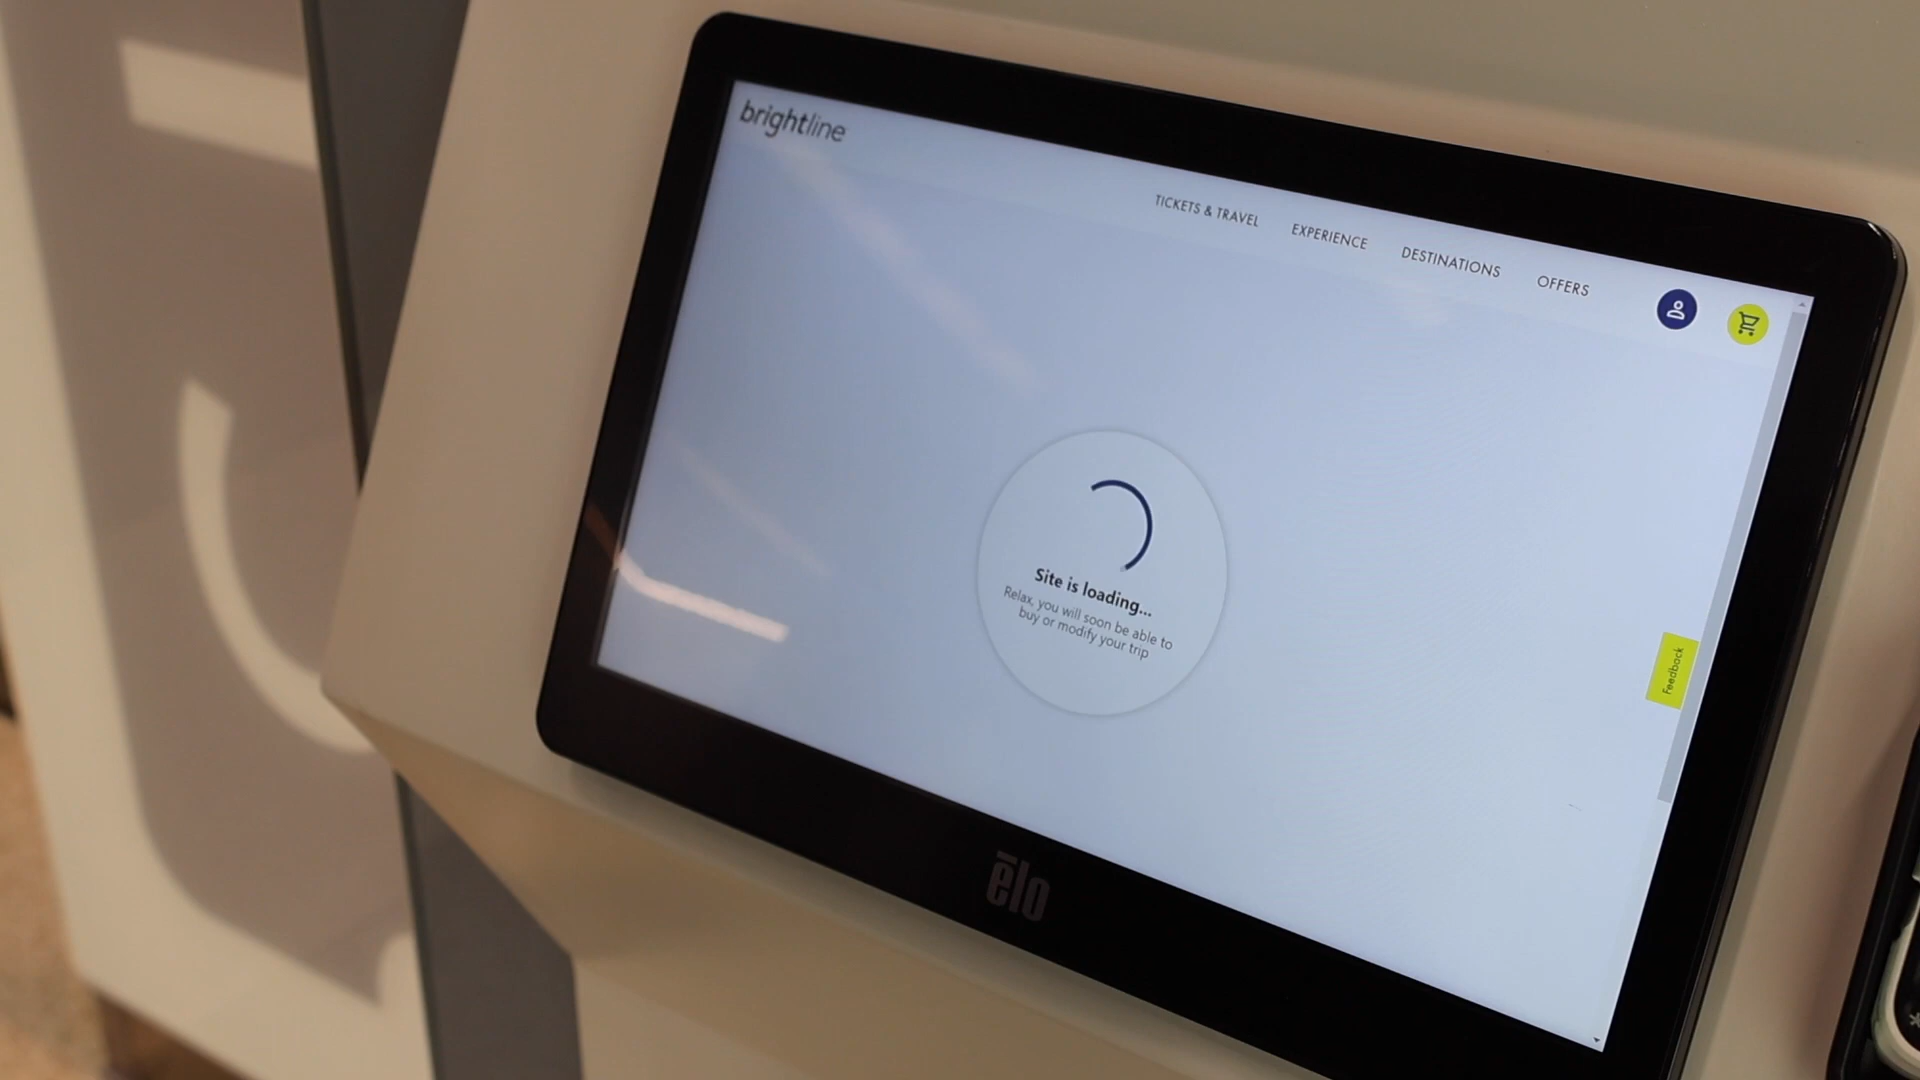 brightline
TICKETS & TRAVEL
EXPERIENCE
DESTINATIONS
OFFERS
Site is loading...
Relax, you will soon be able to
buy or modify your trip
Feedback
ēlo